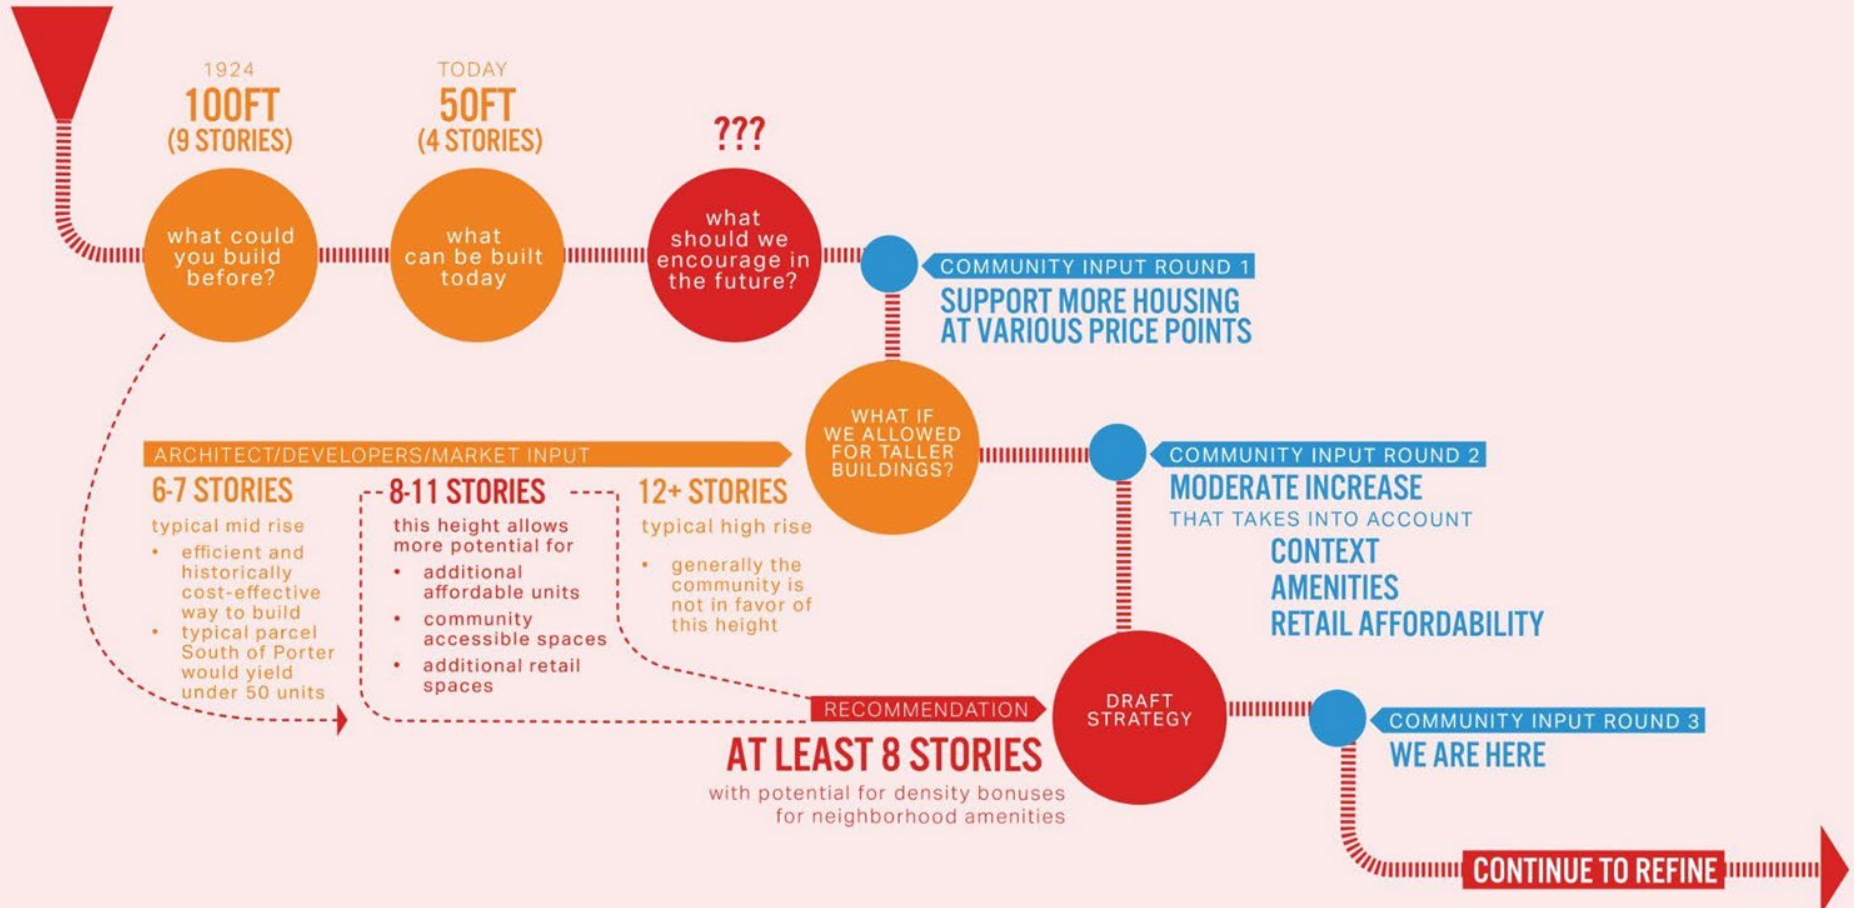 1924
100FT
(9 STORIES)
what could
you build
before?
TODAY
50FT
(4 STORIES)
what
can be built
today
???
what
should we
encourage in
the future?
COMMUNITY INPUT ROUND 1
SUPPORT MORE HOUSING
AT VARIOUS PRICE POINTS
WHAT IF
WE ALLOWED
FOR TALLER
BUILDINGS?
ARCHITECT/DEVELOPERS/MARKET INPUT
6-7 STORIES
typical mid rise
• efficient and
historically
cost-effective
way to build
• typical parcel
South of Porter
would yield
under 50 units
8-11 STORIES
this height allows
more potential for
• additional
affordable units
• community
accessible spaces
• additional retail
spaces
12+ STORIES
typical high rise
• generally the
community is
not in favor of
this height
COMMUNITY INPUT ROUND 2
MODERATE INCREASE
THAT TAKES INTO ACCOUNT
CONTEXT
AMENITIES
RETAIL AFFORDABILITY
RECOMMENDATION
AT LEAST 8 STORIES
with potential for density bonuses
for neighborhood amenities
DRAFT
STRATEGY
COMMUNITY INPUT ROUND 3
WE ARE HERE
CONTINUE TO REFINE